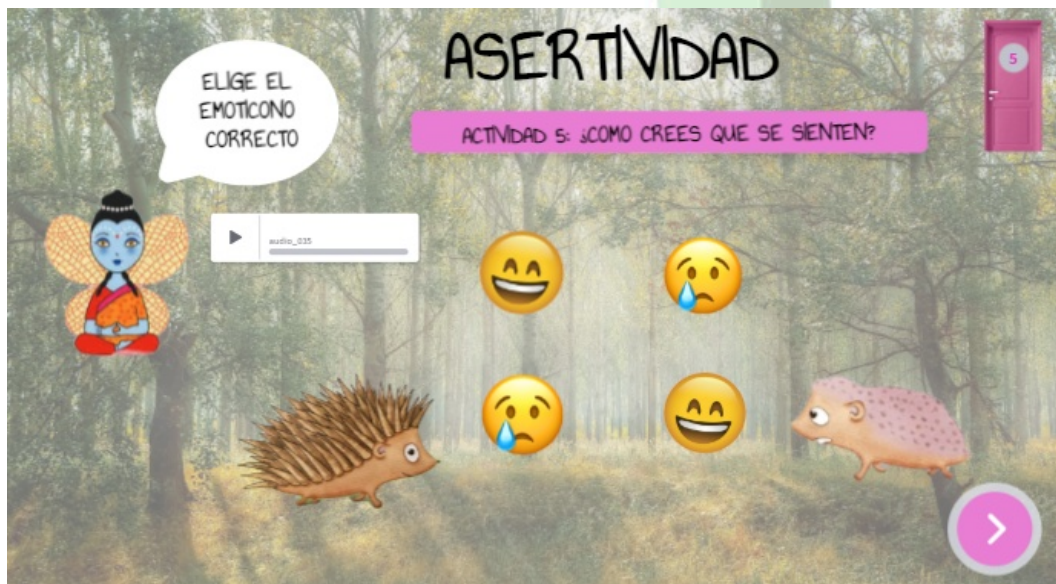 ASERTIVIDAD
5
ELIGE EL
EMOTICONO
CORRECTO
ACTIVIDAD 5: ¿COMO CREES QUE SE SIENTEN?
audio_035